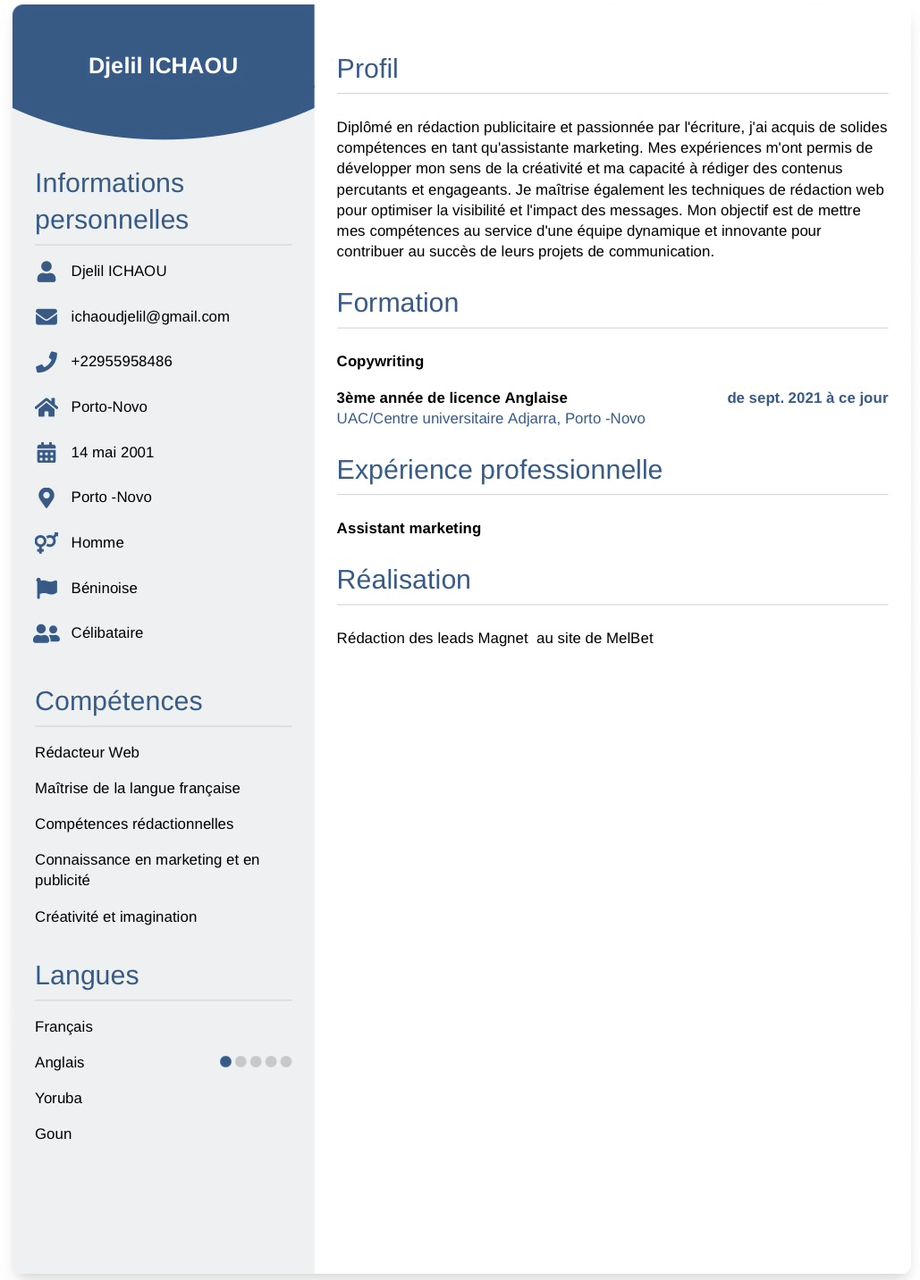 Djelil ICHAOU
Informations
personnelles
Djelil ICHAOU
ichaoudjelil@gmail.com
+22955958486
Porto-Novo
14 mai 2001
Porto -Novo
Homme
Béninoise
Célibataire
Compétences
Rédacteur Web
Maîtrise de la langue française
Compétences rédactionnelles
Connaissance en marketing et en
publicité
Créativité et imagination
Langues
Français
Anglais
Yoruba
Goun
Profil
Diplômé en rédaction publicitaire et passionnée par l'écriture, j'ai acquis de solides
compétences en tant qu'assistante marketing. Mes expériences m'ont permis de
développer mon sens de la créativité et ma capacité à rédiger des contenus
percutants et engageants. Je maîtrise également les techniques de rédaction web
pour optimiser la visibilité et l'impact des messages. Mon objectif est de mettre
mes compétences au service d'une équipe dynamique et innovante pour
contribuer au succès de leurs projets de communication.
Formation
Copywriting
3ème année de licence Anglaise de sept. 2021 à ce jour
UAC/Centre universitaire Adjarra, Porto -Novo
Expérience professionnelle
Assistant marketing
Réalisation
Rédaction des leads Magnet  au site de MelBet